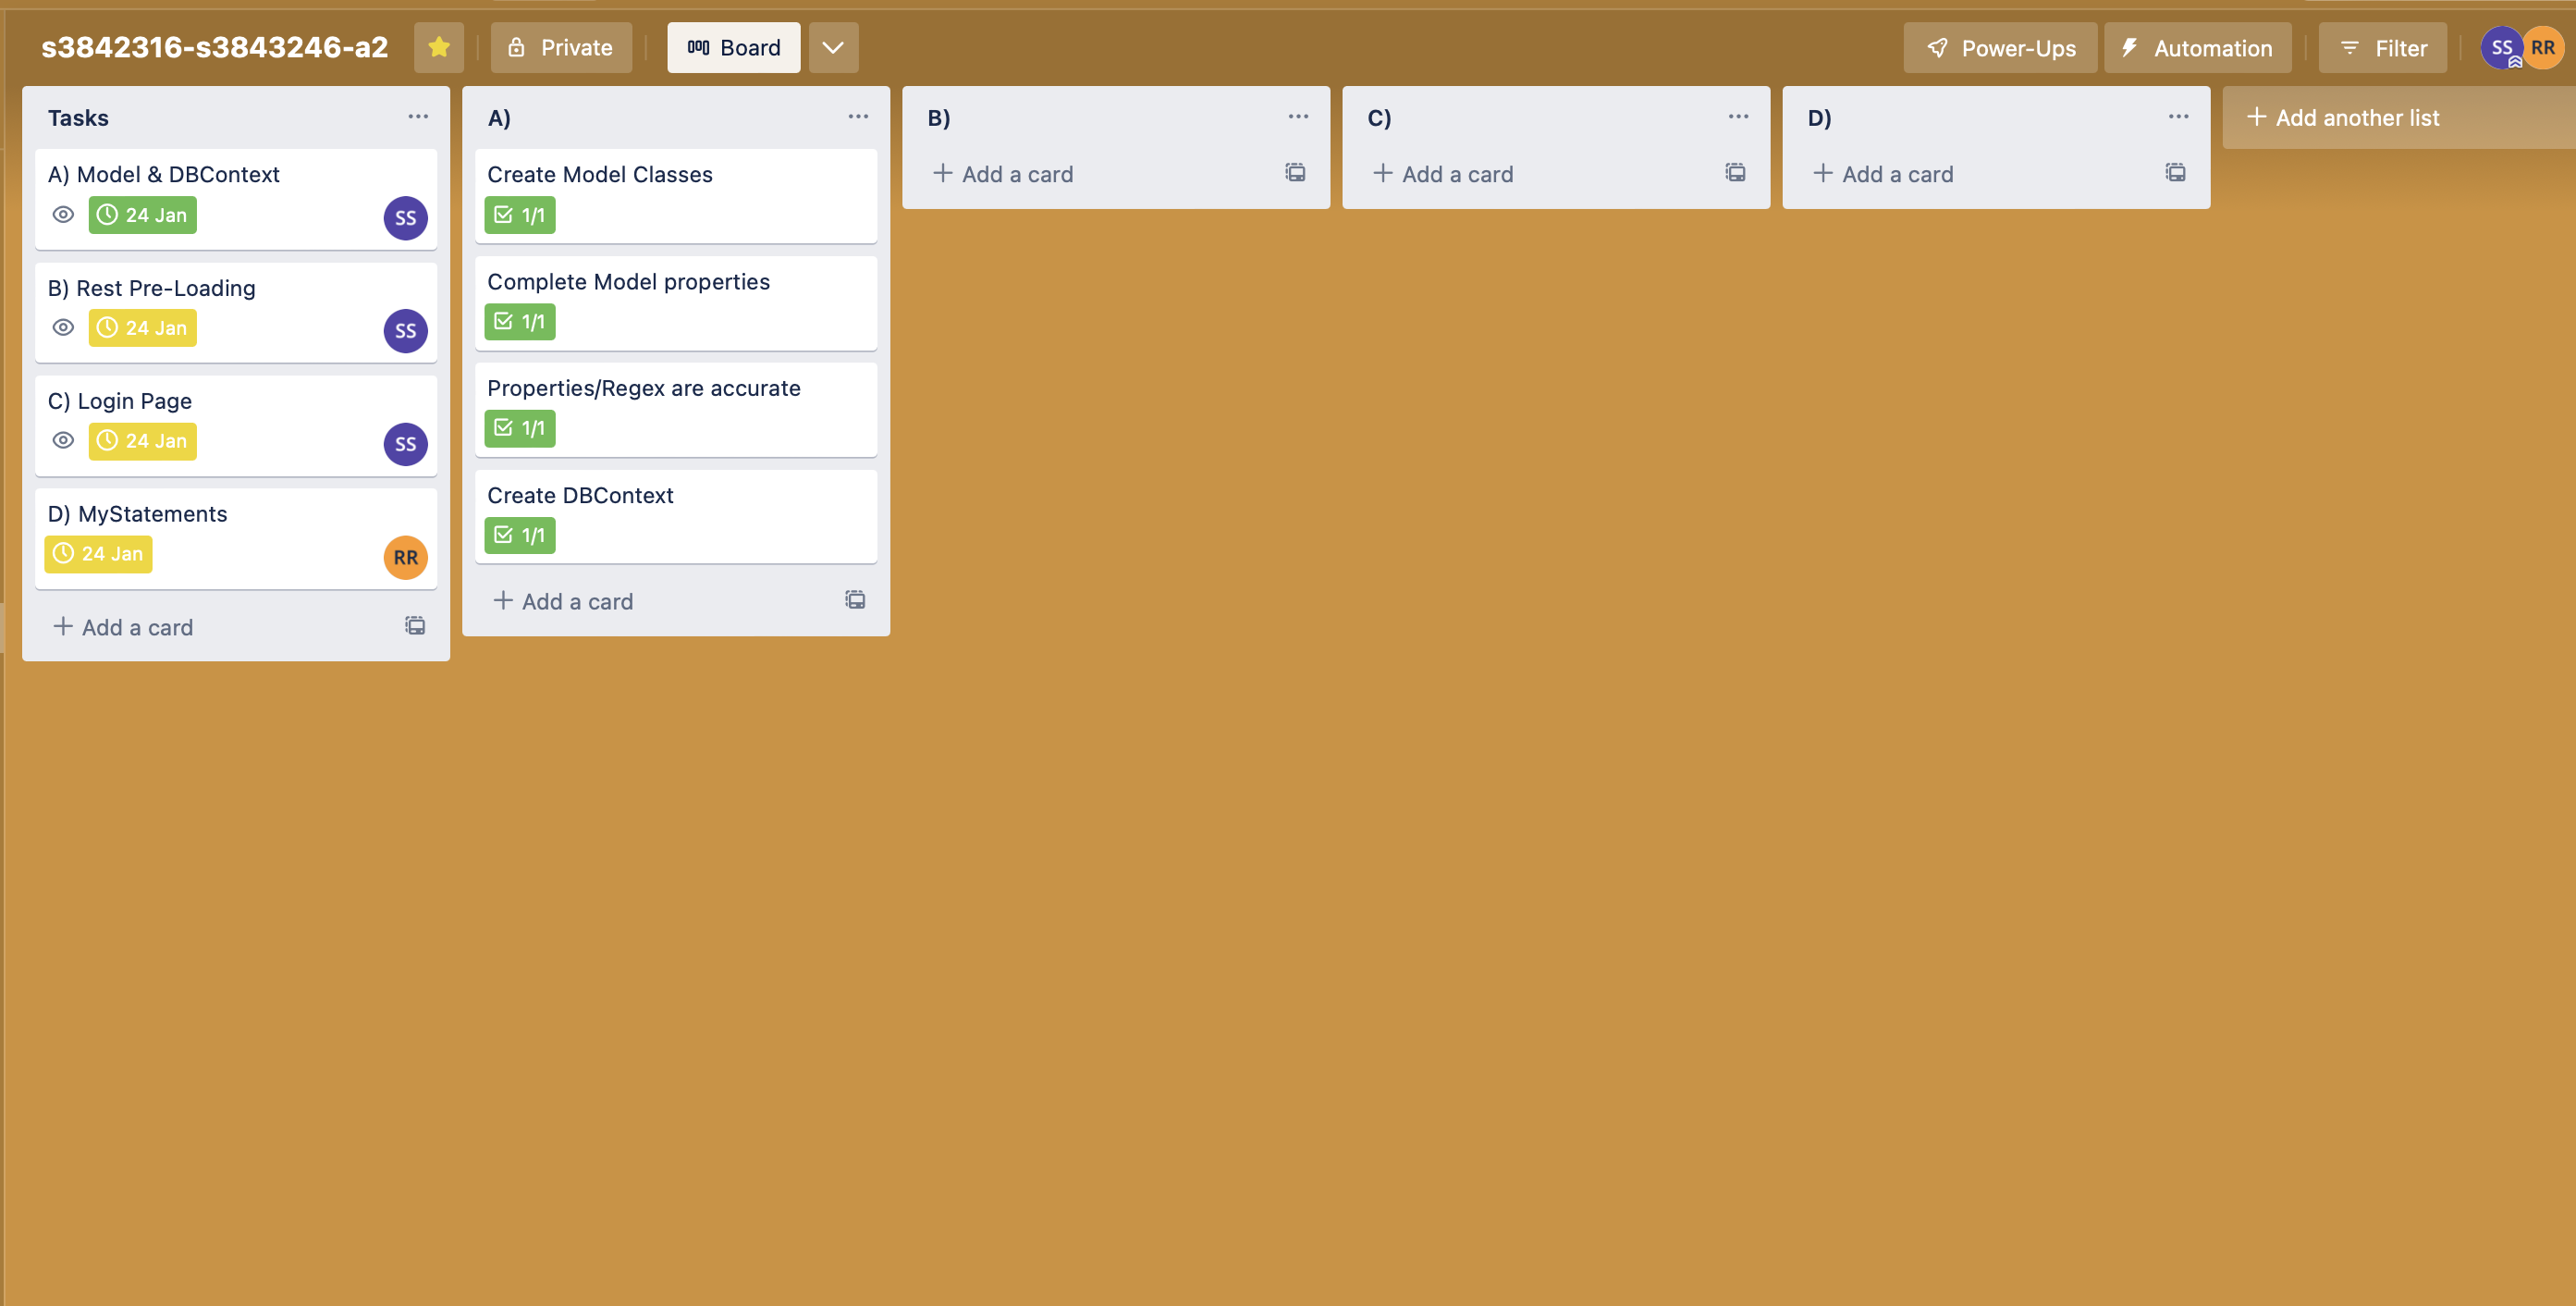 s3842316-s3843246-a2
Private
Board
Power-Ups
Automation
Filter
SS
RR
Tasks
A) Model & DBContext
24 Jan
SS
B) Rest Pre-Loading
24 Jan
SS
C) Login Page
24 Jan
SS
D) MyStatements
24 Jan
RR
+ Add a card
A)
Create Model Classes
1/1
Complete Model properties
1/1
Properties/Regex are accurate
1/1
Create DBContext
1/1
+ Add a card
B)
+ Add a card
C)
+ Add a card
D)
+ Add a card
+ Add another list